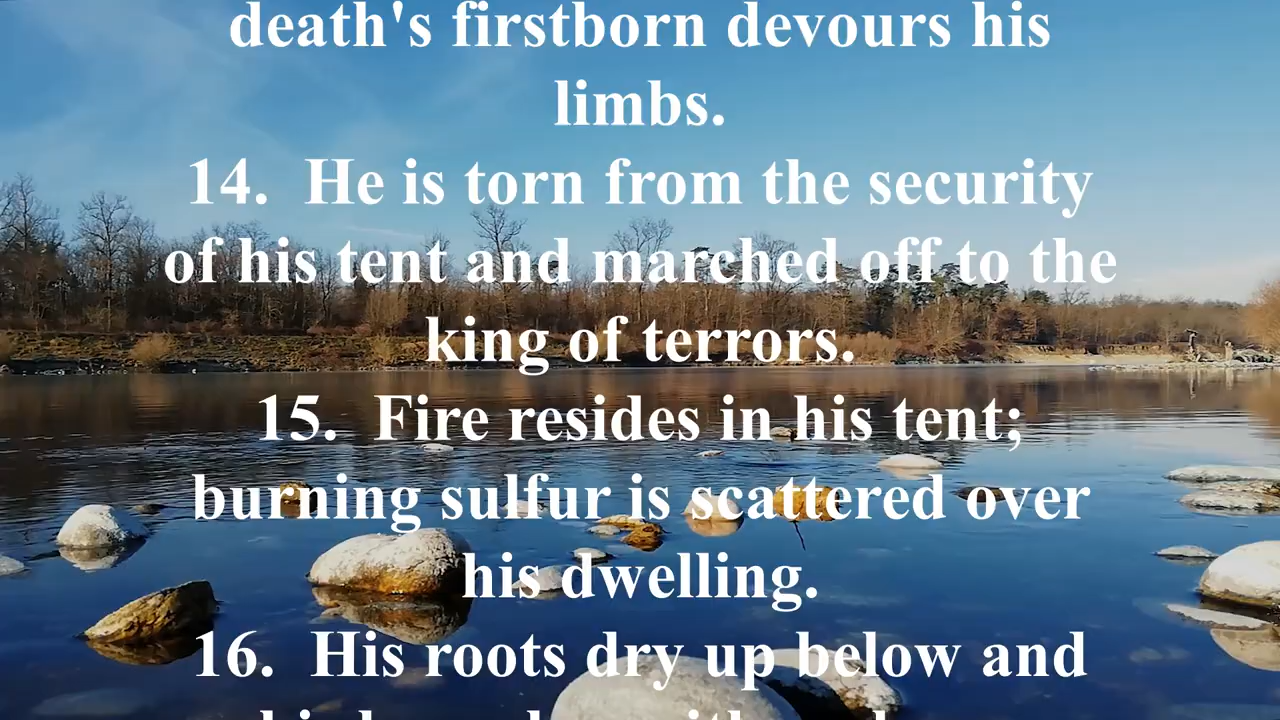 death's firstborn devours his
limbs.
14.  He is torn from the security
of his tent and marched off to the
king of terrors.
15.  Fire resides in his tent;
burning sulfur is scattered over
his dwelling.
16.  His roots dry up below and